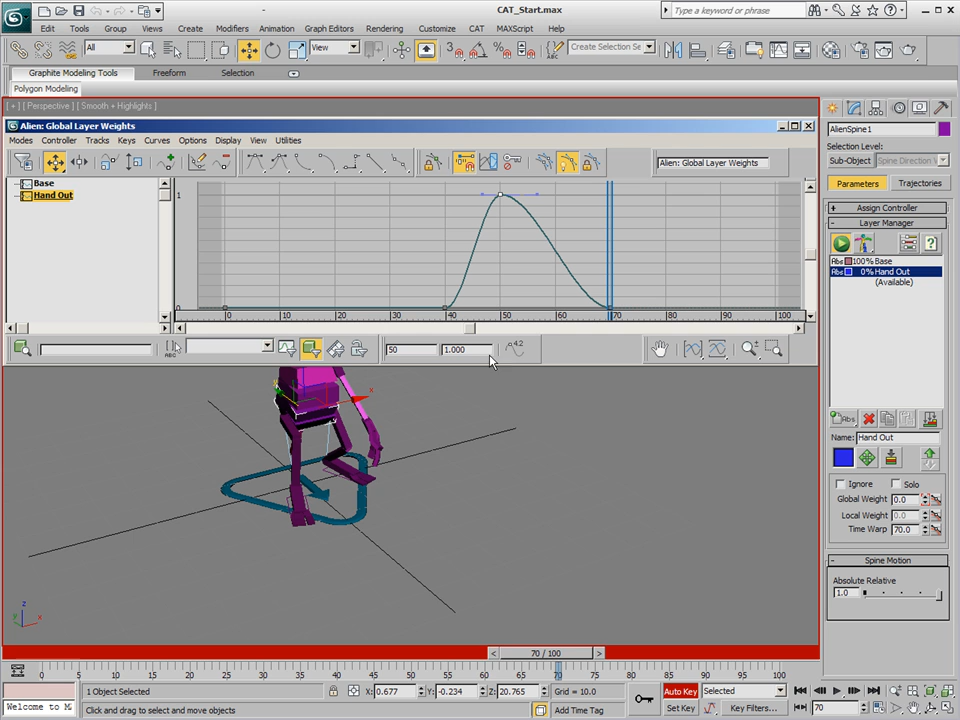 CAT_Start.max
Type a keyword or phrase
Edit Tools Group Views Create Modifiers Animation Graph Editors Rendering Customize CAT MAXScript Help
All
View
3
Create Selection Se
Graphite Modeling Tools Freeform Selection
Polygon Modeling
[ + ] [ Perspective ] [ Smooth + Highlights ]
Alien: Global Layer Weights
Modes Controller Tracks Keys Curves Options Display View Utilities
Alien: Global Layer Weights
Base
Hand Out
1
0
0 10 20 30 40 50 60 70 80 90 100
50
1.000
4.2
x
z
x
70 / 100
0 5 10 15 20 25 30 35 40 45 50 55 60 65 70 75 80 85 90 95 100
1 Object Selected
X: 0.677 Y: -0.234 Z: 20.765
Grid = 10.0
Auto Key
Selected
Welcome to M
Click and drag to select and move objects
Add Time Tag
Set Key
Key Filters...
70
AlienSpine1
Selection Level:
Sub-Object
Spine Direction
Parameters
Trajectories
+ Assign Controller
- Layer Manager
?
Abs 100% Base
Abs 0% Hand Out
(Available)
Abs
Name: Hand Out
Ignore Solo
Global Weight 0.0
Local Weight 0.0
Time Warp 70.0
- Spine Motion
Absolute Relative
1.0